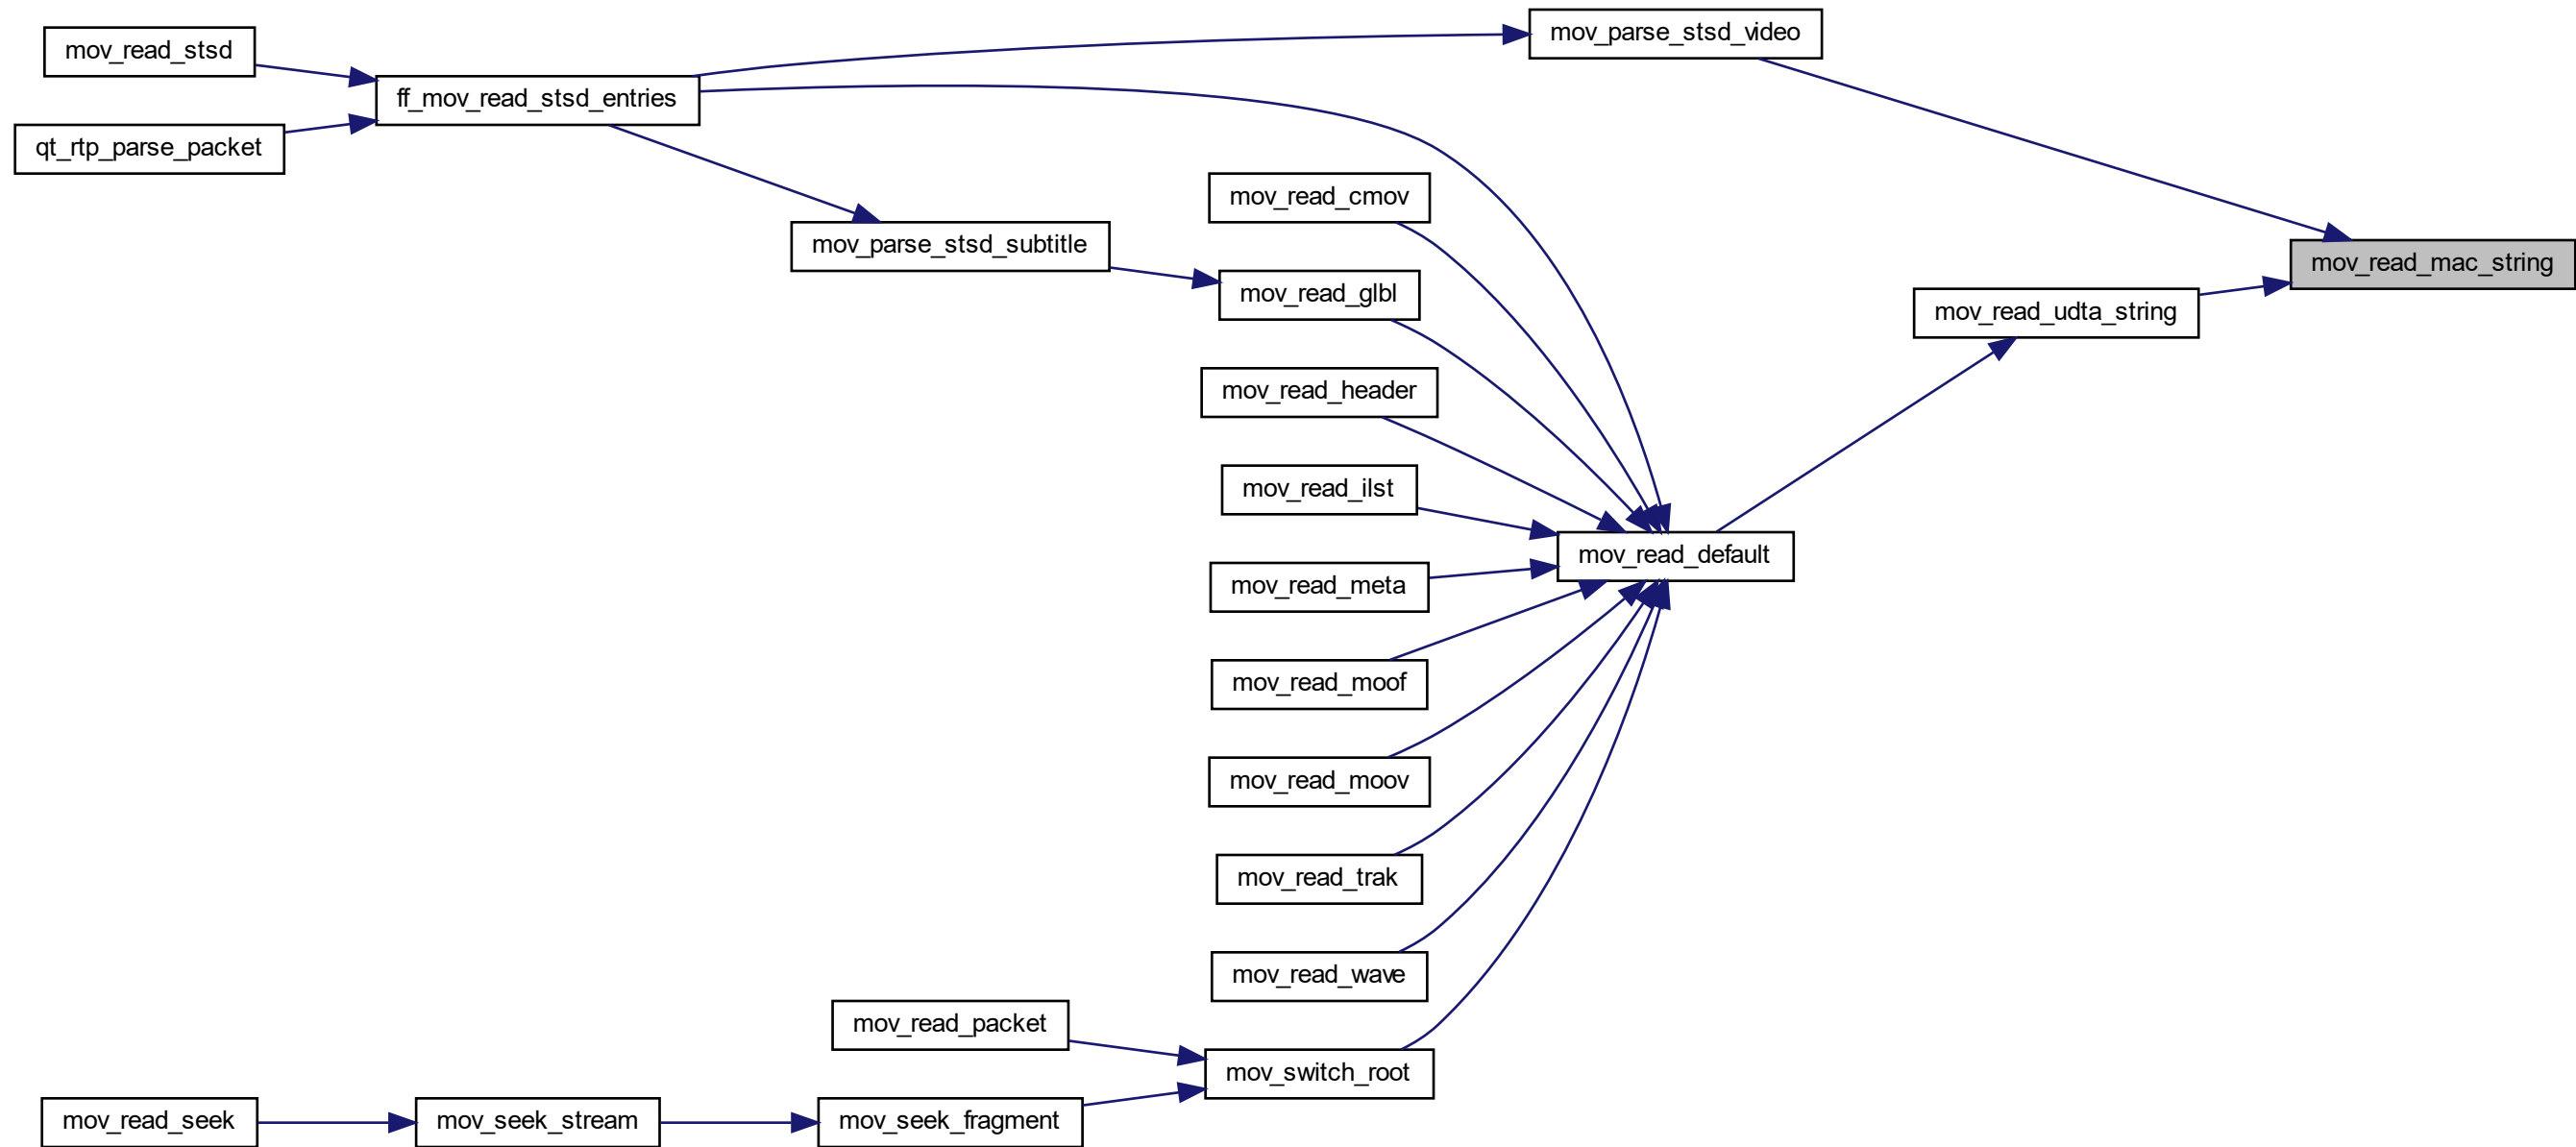 mov_parse_stsd_video
mov_read_stsd
ff_mov_read_stsd_entries
qt_rtp_parse_packet
mov_read_cmov
mov_parse_stsd_subtitle
mov_read_mac_string
mov_read_glbl
mov_read_udta_string
mov_read_header
mov_read_ilst
mov_read_default
mov_read_meta
mov_read_moof
mov_read_moov
mov_read_trak
mov_read_wave
mov_read_packet
mov_switch_root
mov_read_seek
mov_seek_stream
mov_seek_fragment